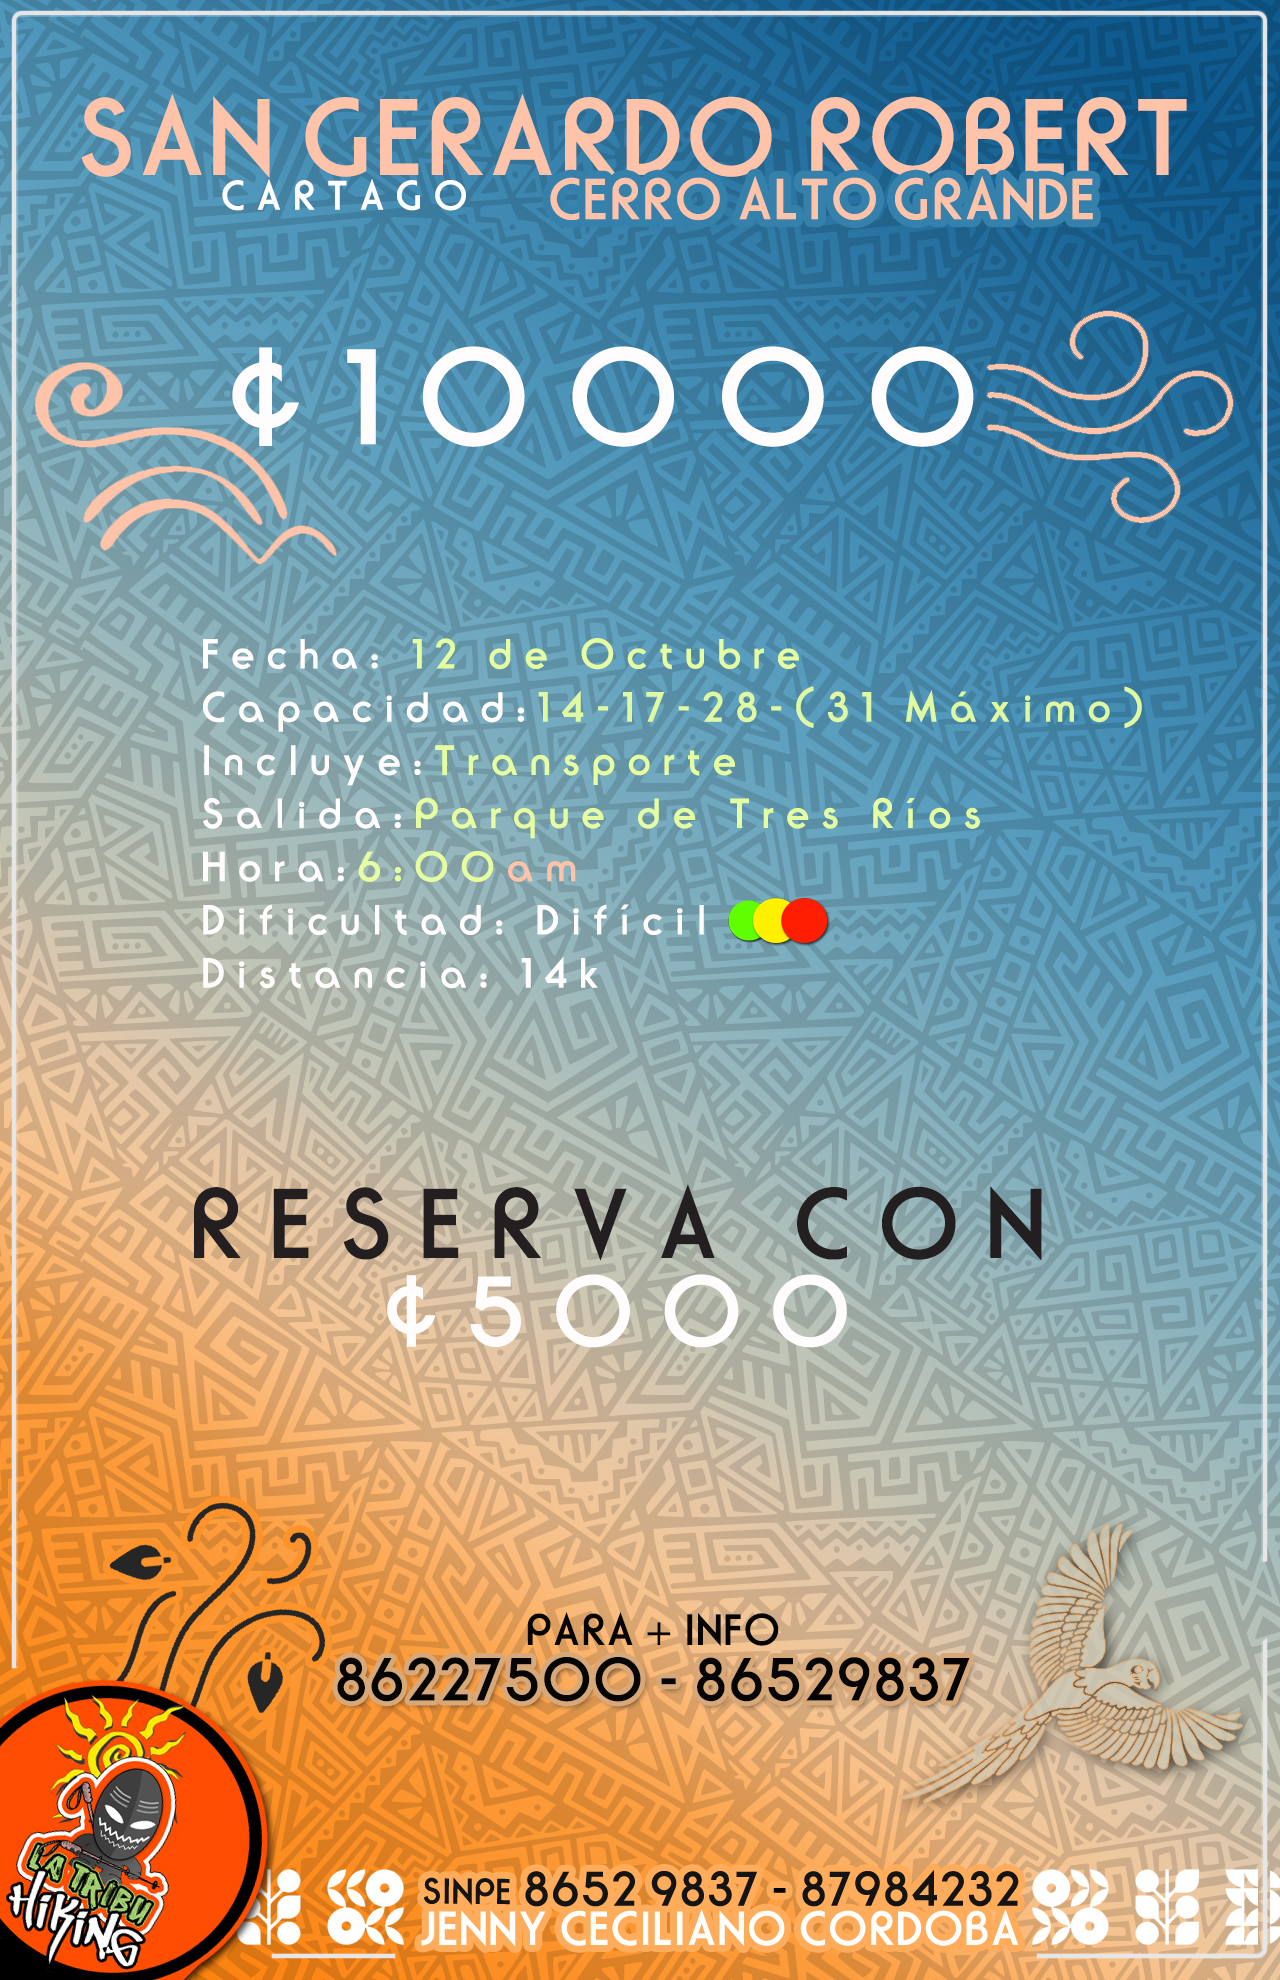 SAN GERARDO ROBERT
CARTAGO CERRO ALTO GRANDE
¢10000
Fecha: 12 de Octubre
Capacidad:14-17-28-(31 Máximo)
Incluye:Transporte
Salida:Parque de Tres Ríos
Hora:6:00am
Dificultad: Difícil
Distancia: 14k
RESERVA CON
¢5000
PARA + INFO
86227500 - 86529837
LA TRIBU
HIKING
SINPE 8652 9837 - 87984232
JENNY CECILIANO CORDOBA